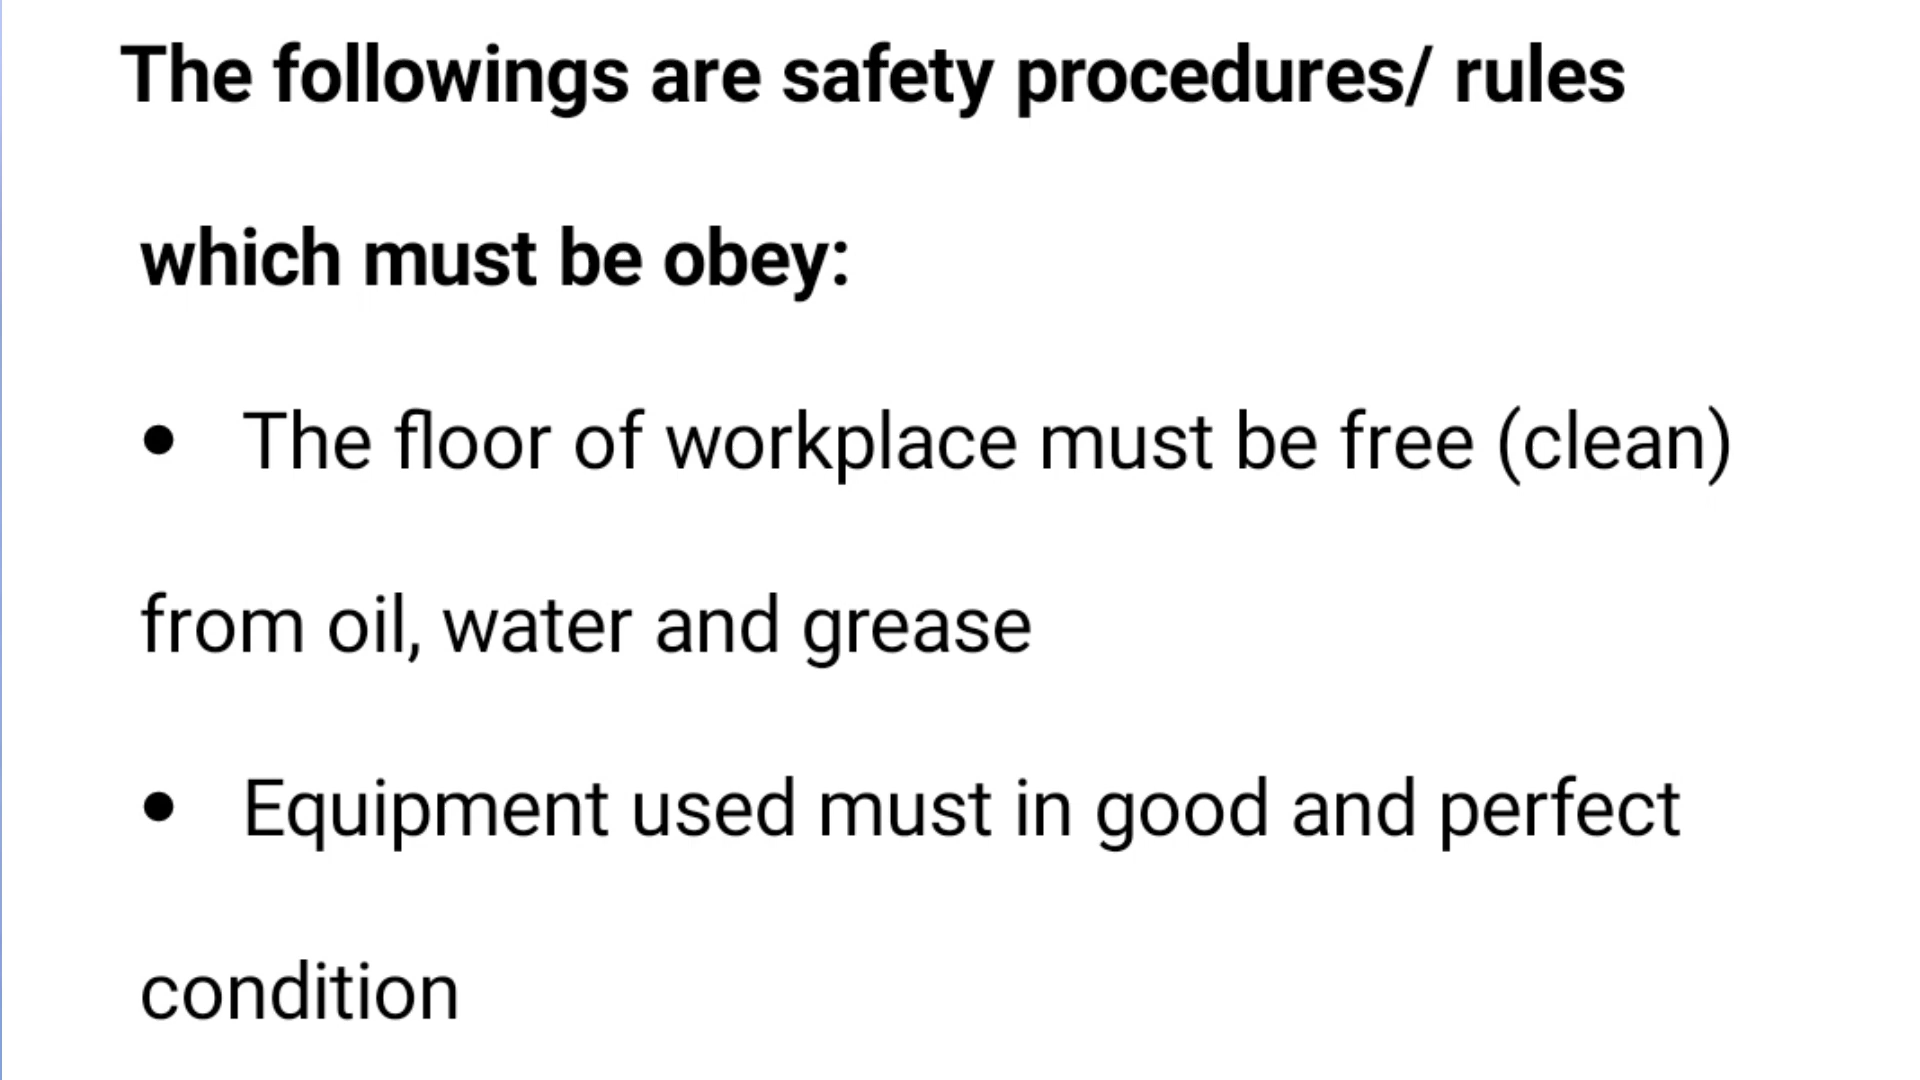 The followings are safety procedures/ rules
which must be obey:
• The floor of workplace must be free (clean)
from oil, water and grease
• Equipment used must in good and perfect
condition